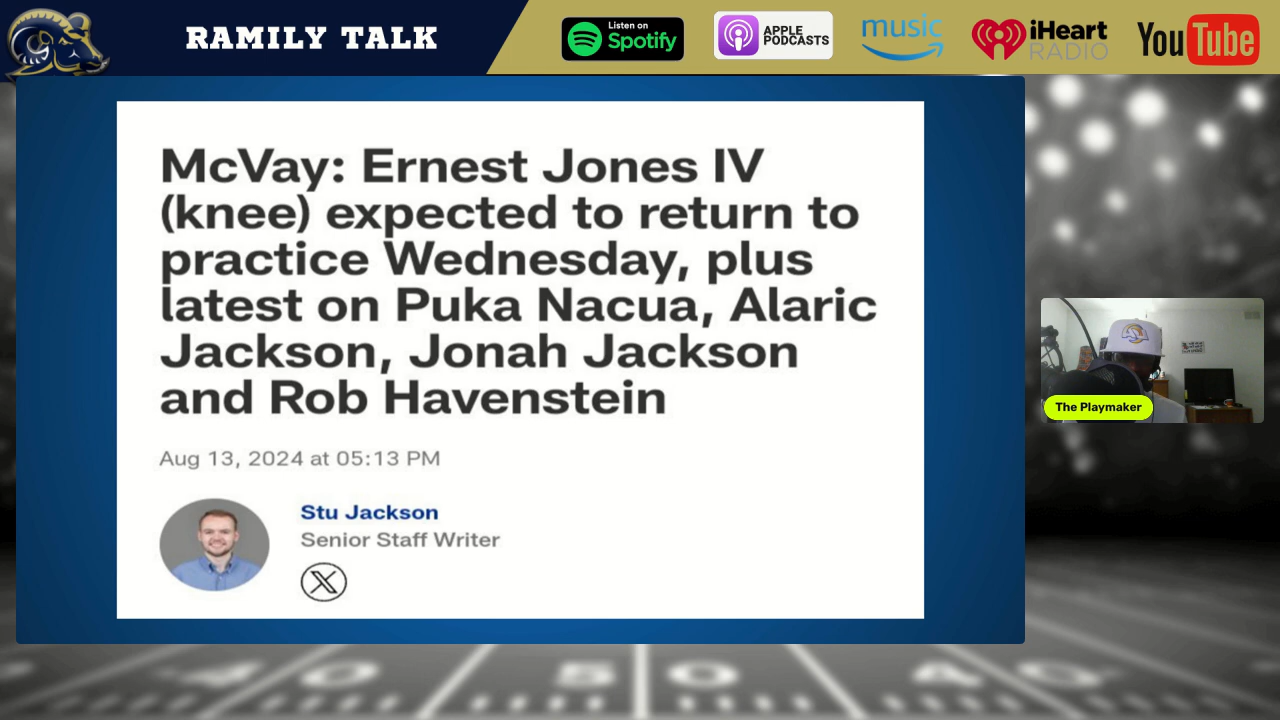 RAMILY TALK
Listen on
Spotify
APPLE
PODCASTS
music
iHeart
RADIO
YouTube
McVay: Ernest Jones IV
(knee) expected to return to
practice Wednesday, plus
latest on Puka Nacua, Alaric
Jackson, Jonah Jackson
and Rob Havenstein
Aug 13, 2024 at 05:13 PM
Stu Jackson
Senior Staff Writer
X
The Playmaker
5 0